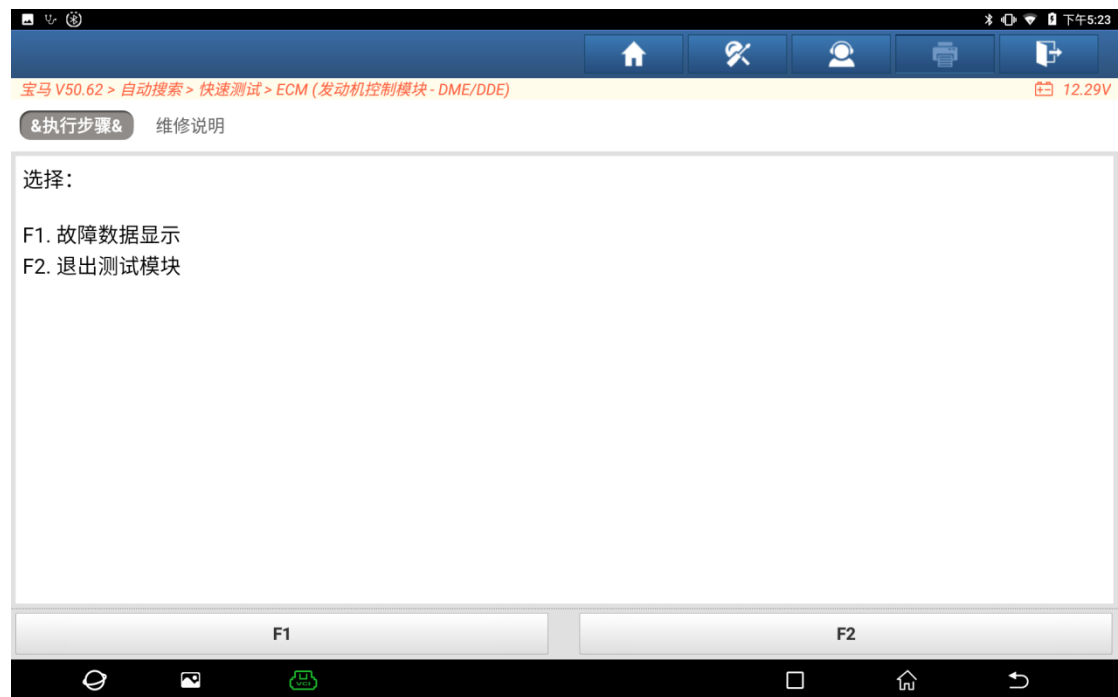 下午5:23
宝马 V50.62 > 自动搜索 > 快速测试 > ECM (发动机控制模块 - DME/DDE)
12.29V
&执行步骤& 维修说明
选择：
F1. 故障数据显示
F2. 退出测试模块
F1 F2
VCI